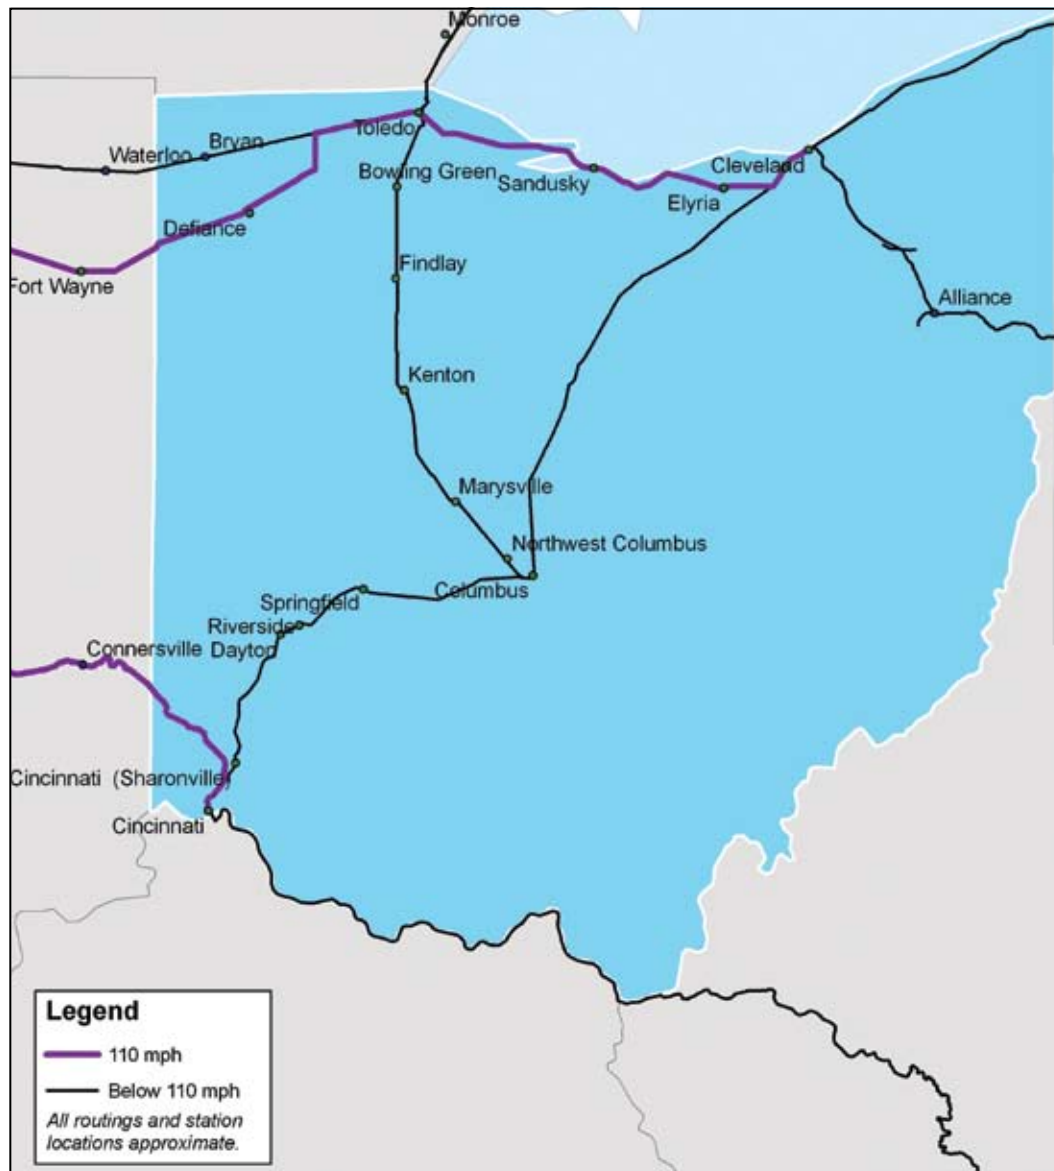 Monroe
Toledo
Bryan
Waterloo
Cleveland
Bowling Green
Sandusky
Elyria
Defiance
Findlay
Fort Wayne
Alliance
Kenton
Marysville
Northwest Columbus
Columbus
Springfield
Riverside
Connersville
Dayton
Cincinnati (Sharonville)
Cincinnati
Legend
110 mph
Below 110 mph
All routings and station
locations approximate.